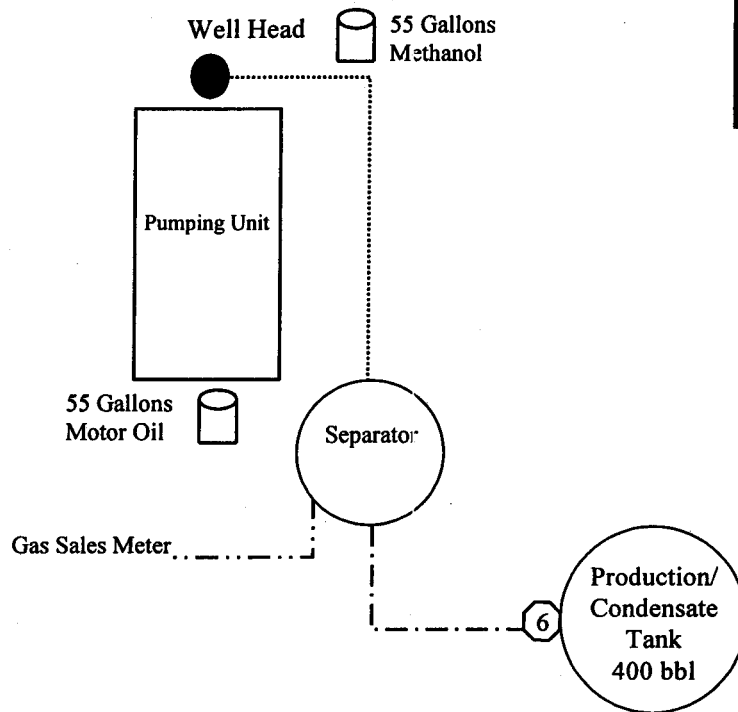 Well Head
55 Gallons
Methanol
Pumping Unit
55 Gallons
Motor Oil
Separator
Gas Sales Meter
6
Production/
Condensate
Tank
400 bbl